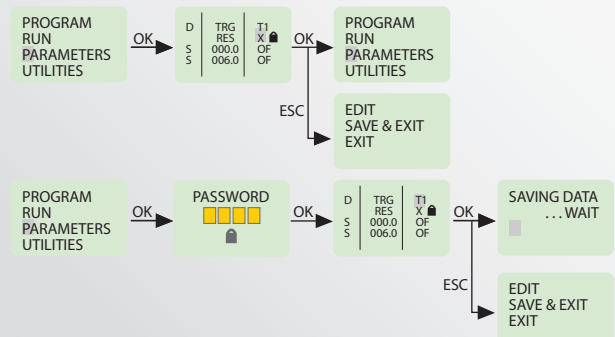 PROGRAM
RUN
PARAMETERS
UTILITIES
OK
D TRG T1
RES X
S 000.0 OF
S 006.0 OF
OK
PROGRAM
RUN
PARAMETERS
UTILITIES
ESC
EDIT
SAVE & EXIT
EXIT
PROGRAM
RUN
PARAMETERS
UTILITIES
OK
PASSWORD
OK
D TRG T1
RES X
S 000.0 OF
S 006.0 OF
OK
SAVING DATA
...WAIT
ESC
EDIT
SAVE & EXIT
EXIT